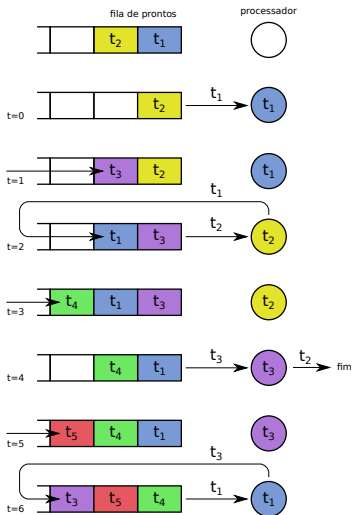 fila de prontos processador
t2 t1
t1
t=0 t2 t1
t=1 t3 t2 t1
t1
t=2 t1 t3 t2 t2
t=3 t4 t1 t3 t2
t=4 t4 t1 t3 t3 t2 fim
t=5 t5 t4 t1 t3
t3
t=6 t3 t5 t4 t1 t1